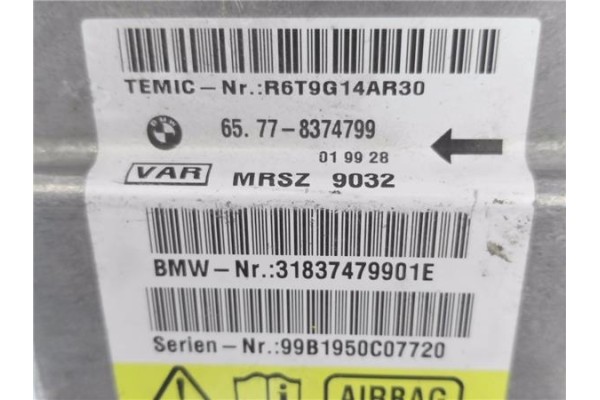 TEMIC-Nr.:R6T9G14AR30
BMW
65.77-8374799
01 99 28
VAR
MRSZ 9032
BMW-Nr.:31837479901E
Serien-Nr.:99B1950C07720
AIRBAG